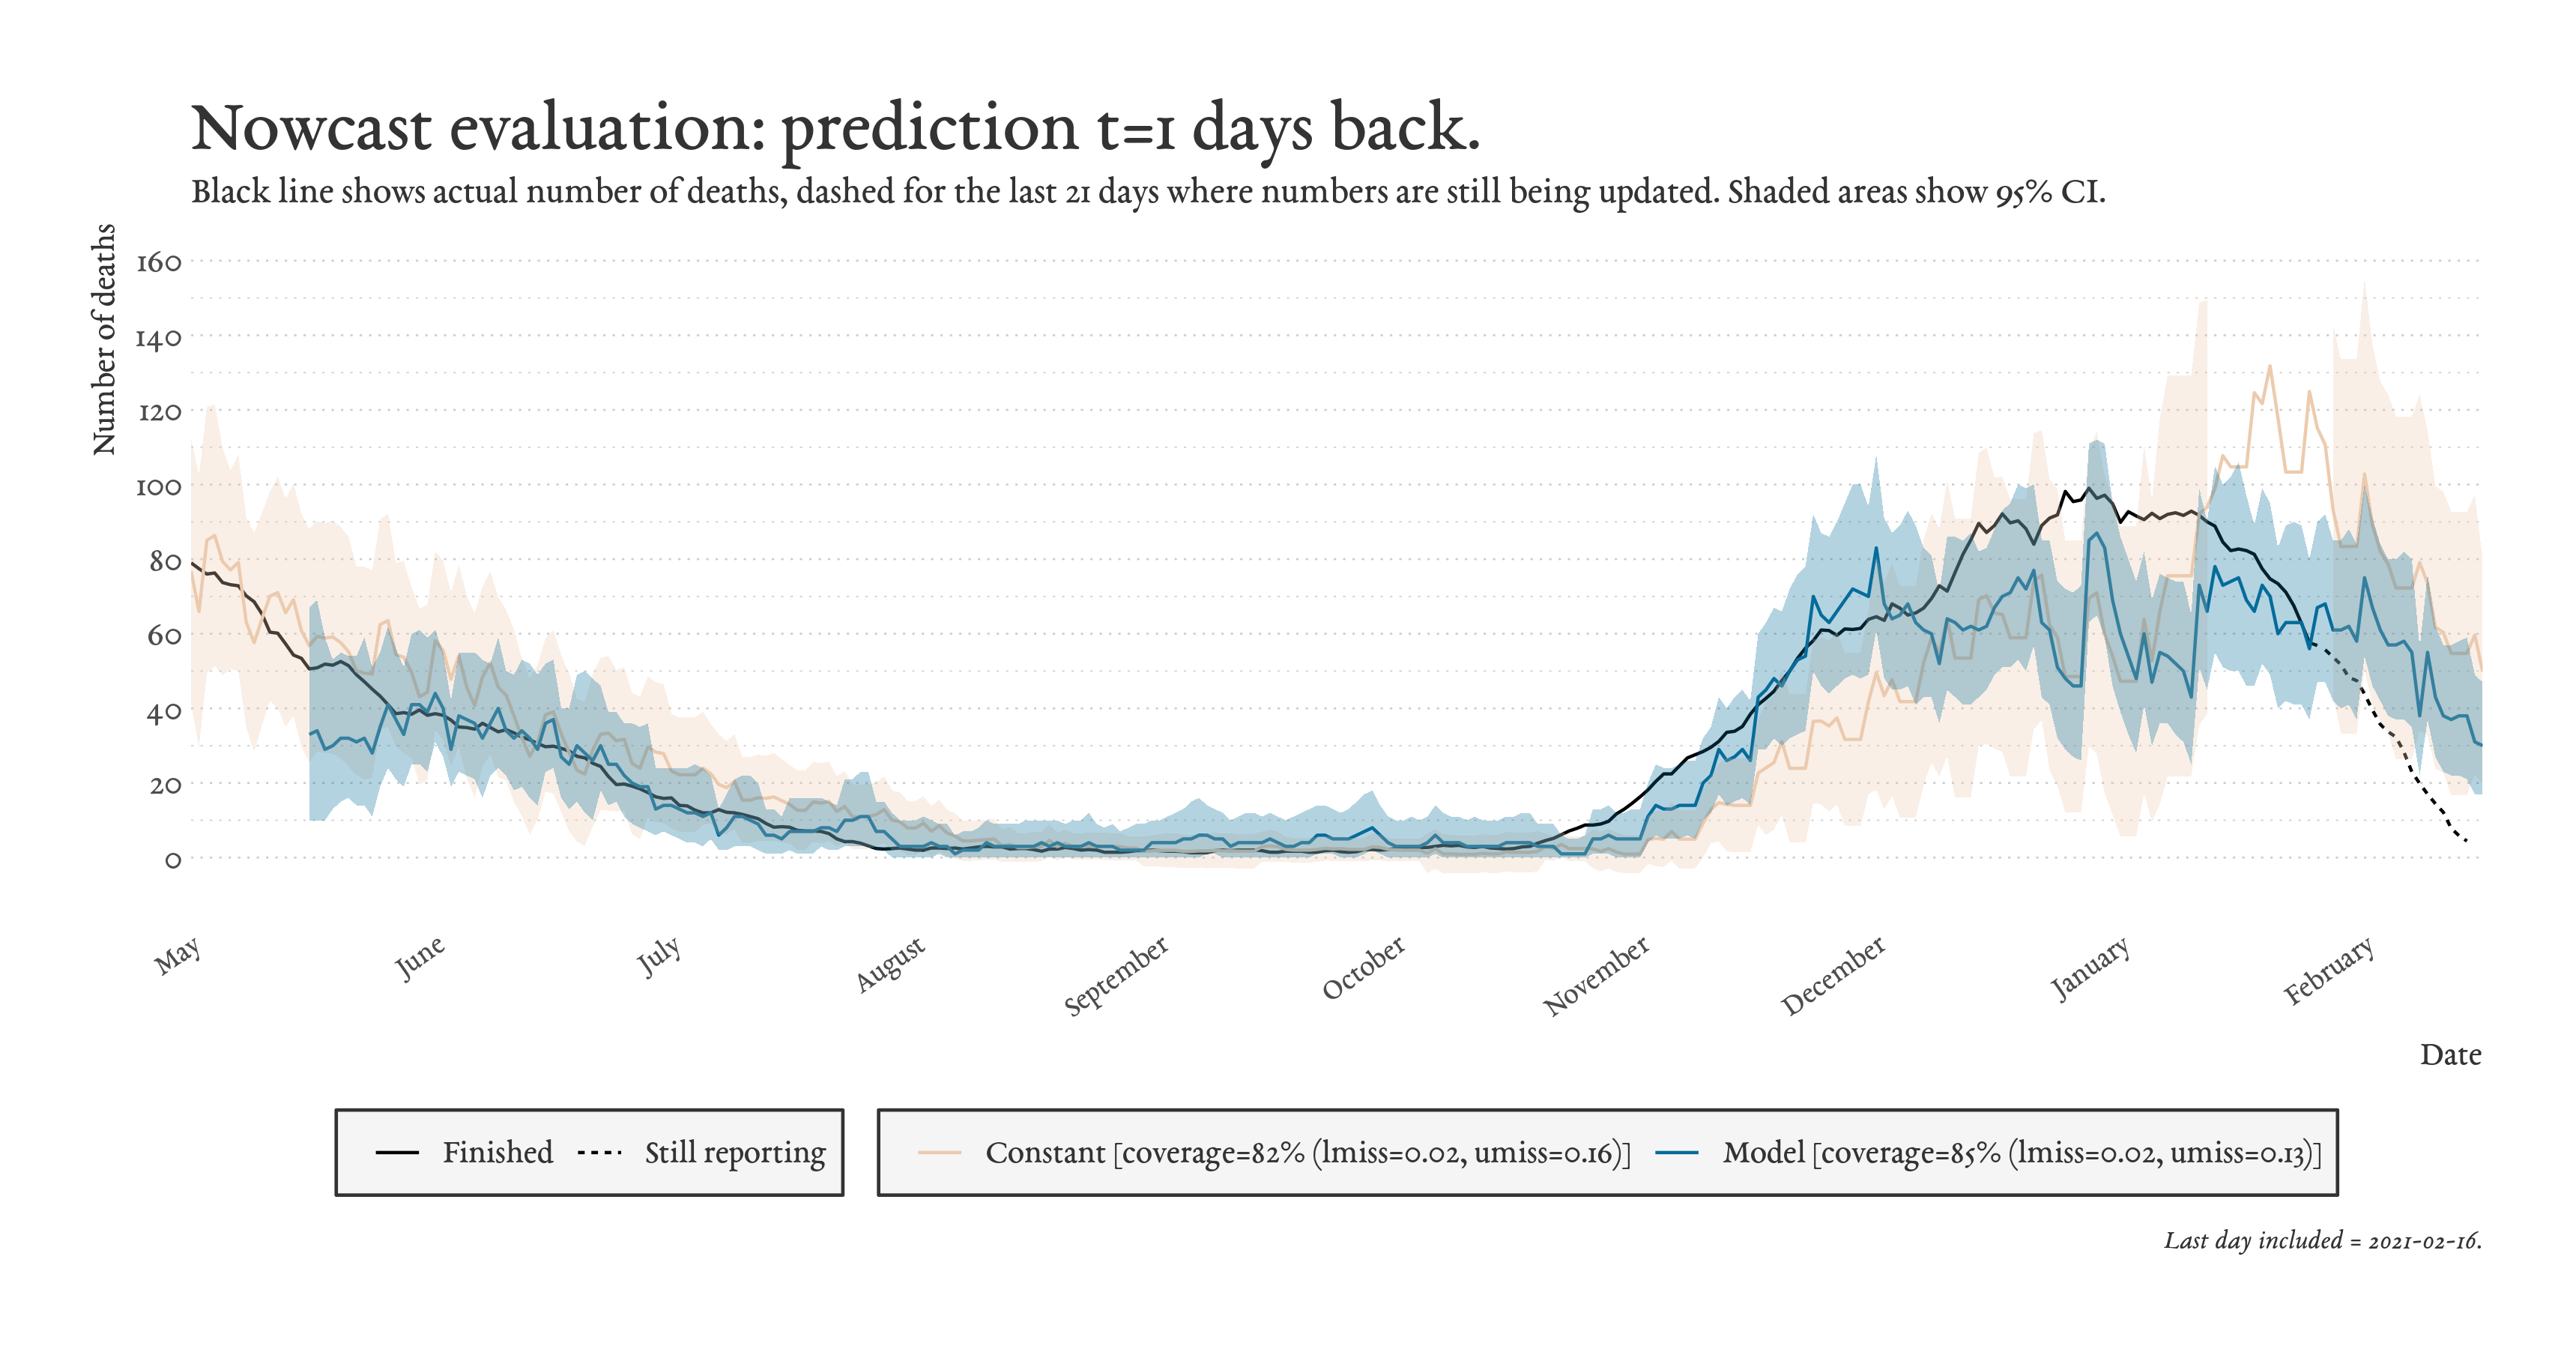 Nowcast evaluation: prediction t=1 days back.
Black line shows actual number of deaths, dashed for the last 21 days where numbers are still being updated. Shaded areas show 95% CI.
Number of deaths
160
140
120
100
80
60
40
20
0
May June July August September October November December January February
Date
Finished Still reporting Constant [coverage=82% (lmiss=0.02, umiss=0.16)] Model [coverage=85% (lmiss=0.02, umiss=0.13)]
Last day included = 2021-02-16.